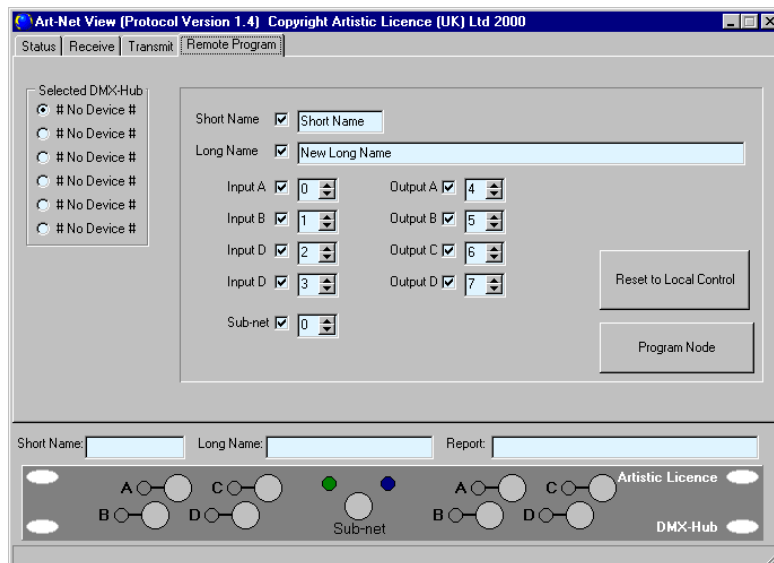 Art-Net View (Protocol Version 1.4) Copyright Artistic Licence (UK) Ltd 2000
Status Receive Transmit Remote Program
Selected DMX-Hub
# No Device #
# No Device #
# No Device #
# No Device #
# No Device #
# No Device #
Short Name Short Name
Long Name New Long Name
Input A 0 Output A 4
Input B 1 Output B 5
Input D 2 Output C 6
Input D 3 Output D 7
Sub-net 0
Reset to Local Control
Program Node
Short Name: Long Name: Report:
A C A C Artistic Licence
B D Sub-net B D DMX-Hub